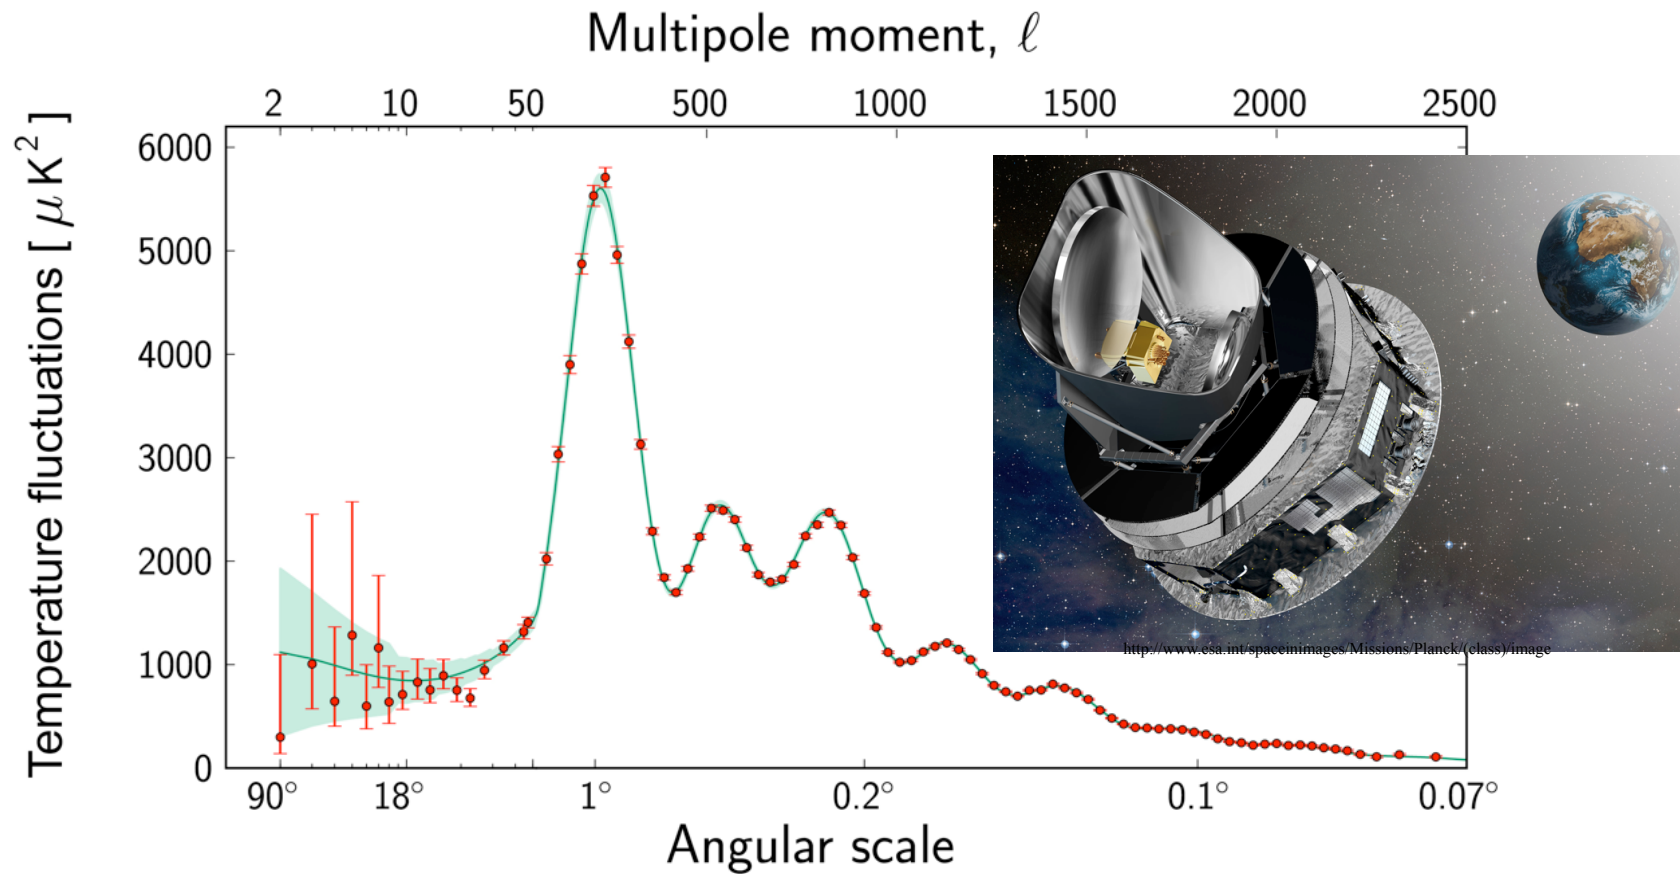 Multipole moment, ℓ
2 10 50 500 1000 1500 2000 2500
Temperature fluctuations [ μ K² ]
6000
5000
4000
3000
2000
1000
0
http://www.esa.int/spaceinimages/Missions/Planck/(class)/image
90° 18° 1° 0.2° 0.1° 0.07°
Angular scale